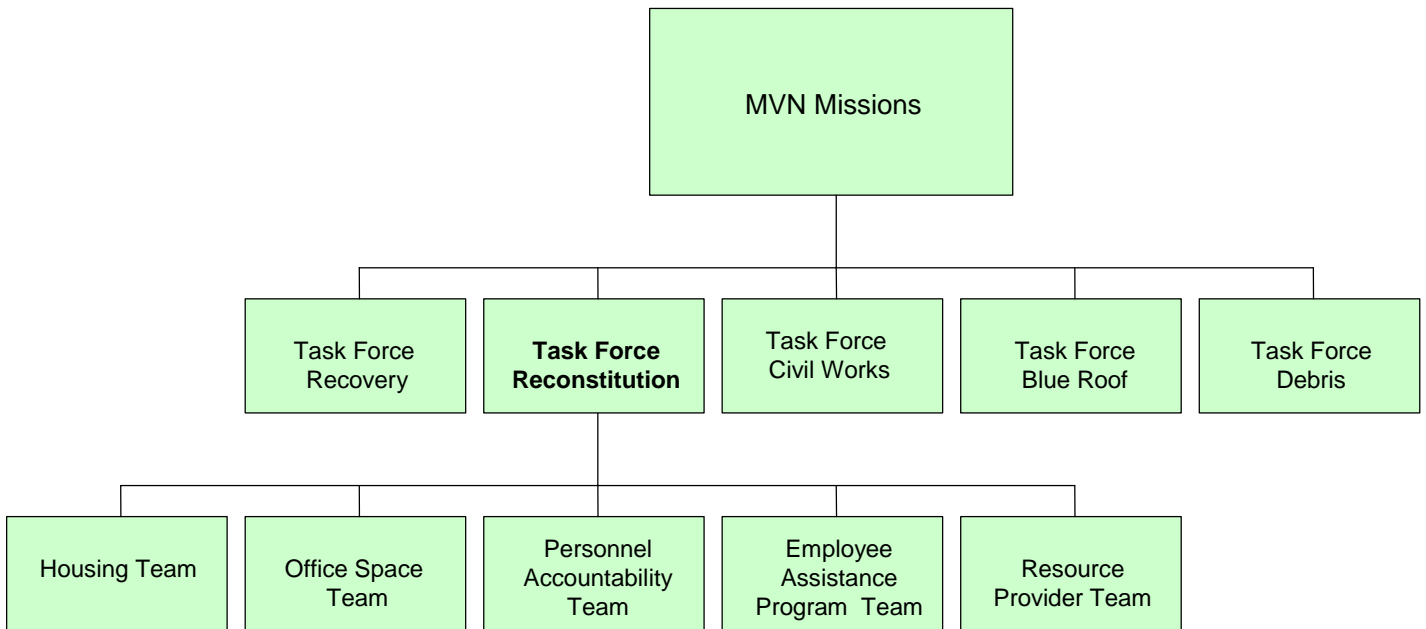 MVN Missions
Task Force
Recovery
Task Force
Reconstitution
Task Force
Civil Works
Task Force
Blue Roof
Task Force
Debris
Housing Team
Office Space
Team
Personnel
Accountability
Team
Employee
Assistance
Program Team
Resource
Provider Team